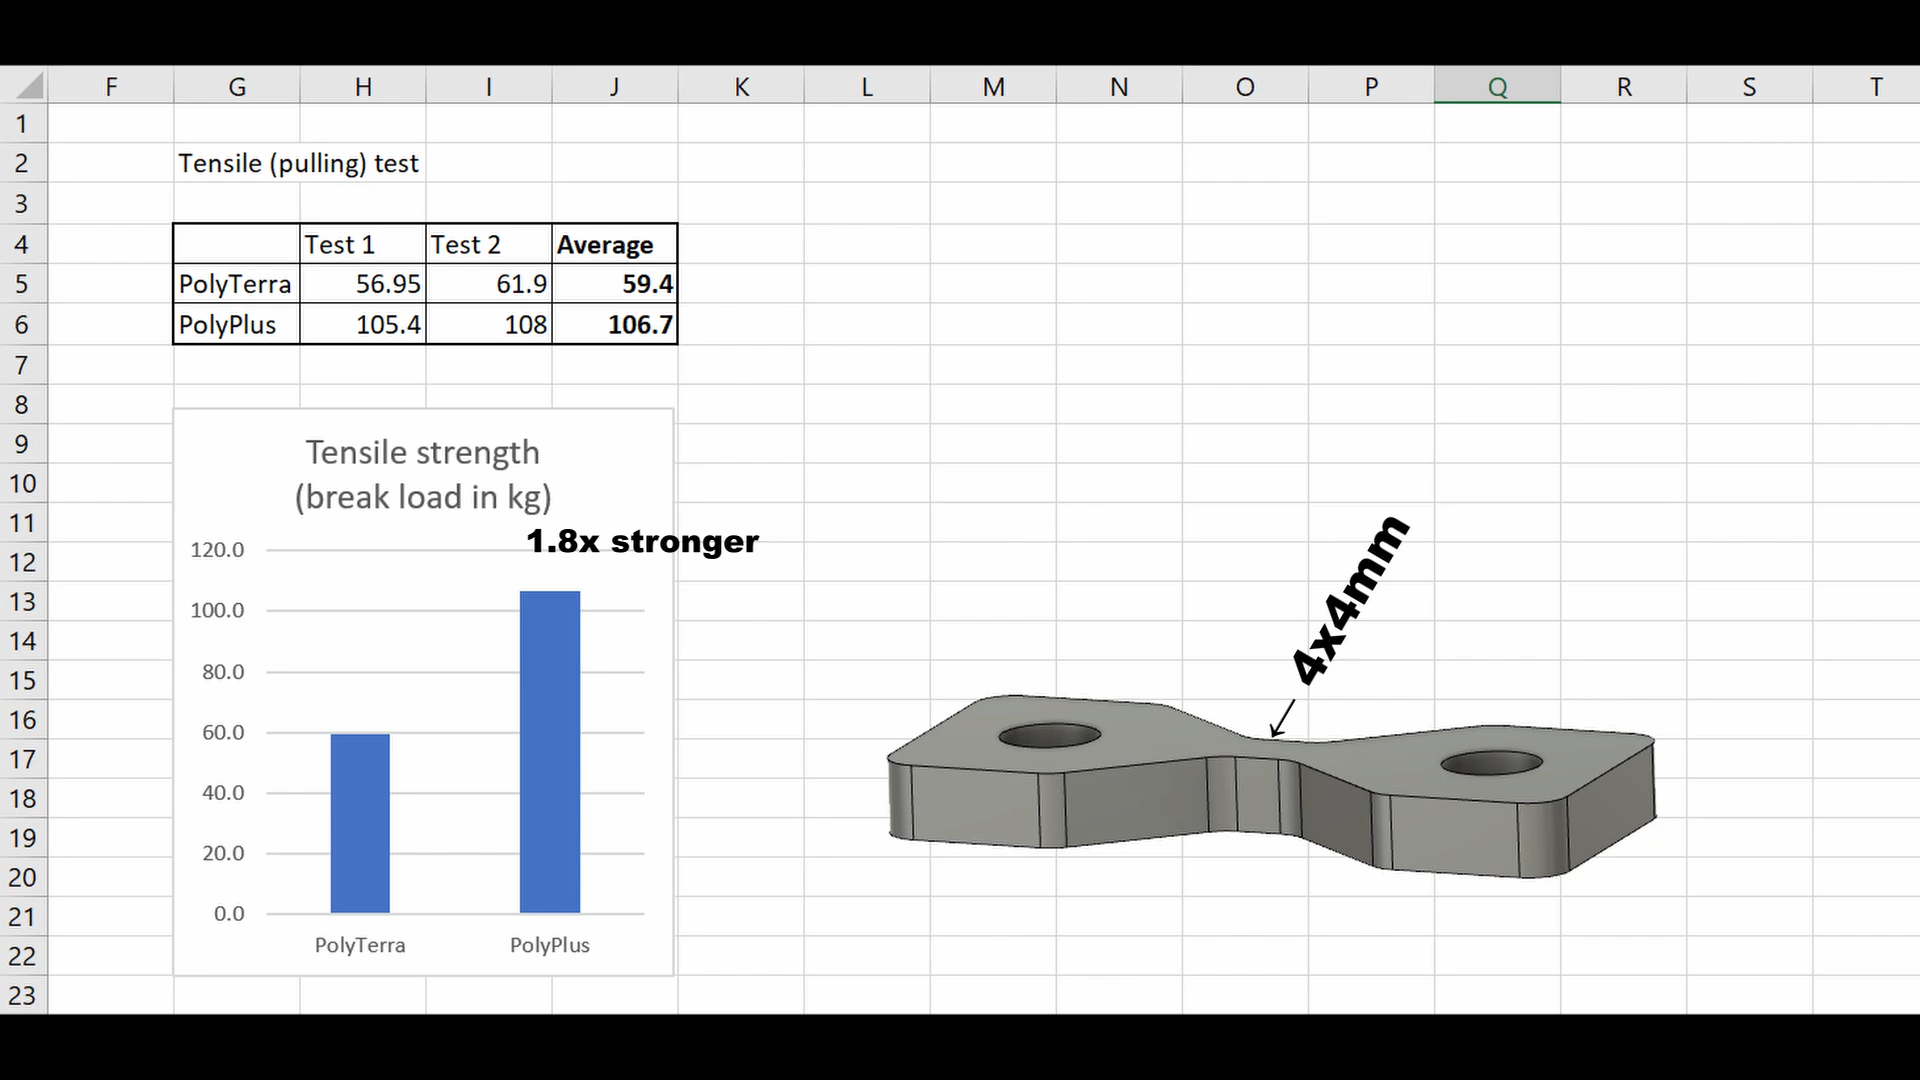 F G H I J K L M N O P Q R S T
1
2 Tensile (pulling) test
3
4 Test 1 Test 2 Average
5 PolyTerra 56.95 61.9 59.4
6 PolyPlus 105.4 108 106.7
7
8
9
10
11
12
13
14
15
16
17
18
19
20
21
22
23
Tensile strength
(break load in kg)
1.8x stronger
120.0
100.0
80.0
60.0
40.0
20.0
0.0
PolyTerra PolyPlus
4x4mm